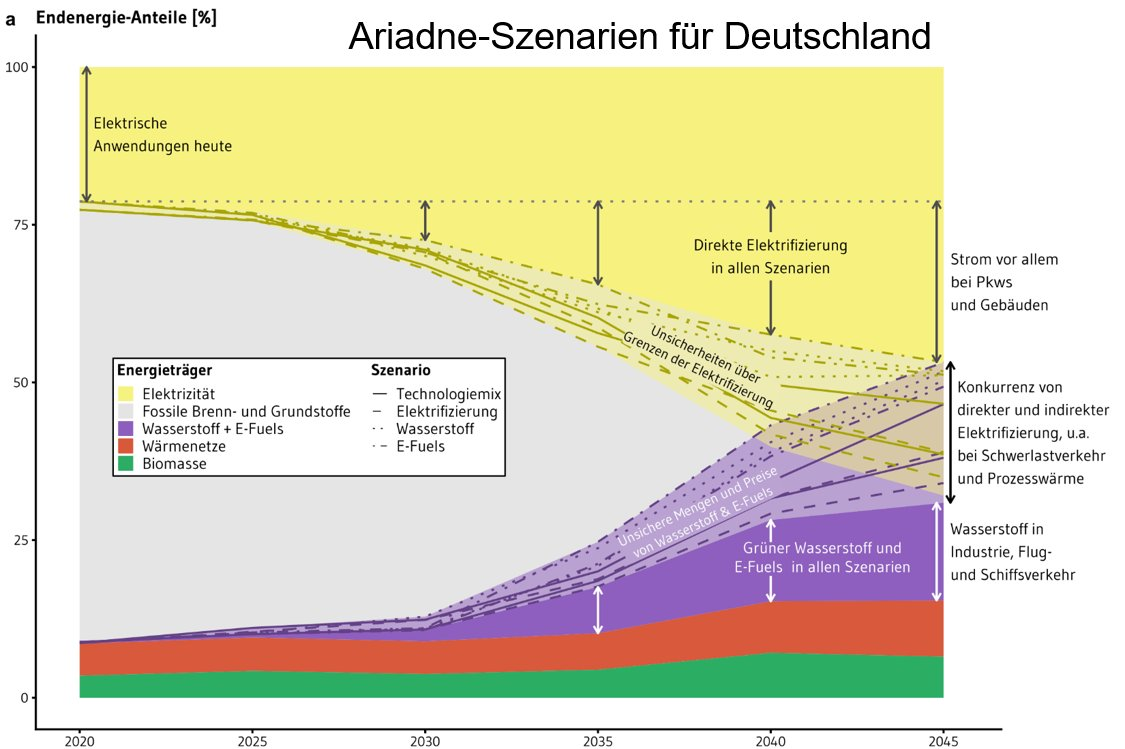 a Endenergie-Anteile [%]
Ariadne-Szenarien für Deutschland
100
75
50
25
0
Elektrische
Anwendungen heute
Direkte Elektrifizierung
in allen Szenarien
Strom vor allem
bei Pkws
und Gebäuden
Unsicherheiten über
Grenzen der Elektrifizierung
Energieträger
Elektrizität
Fossile Brenn- und Grundstoffe
Wasserstoff + E-Fuels
Wärmenetze
Biomasse
Szenario
Technologiemix
Elektrifizierung
Wasserstoff
E-Fuels
Konkurrenz von
direkter und indirekter
Elektrifizierung, u.a.
bei Schwerlastverkehr
und Prozesswärme
Unsichere Mengen und Preise
von Wasserstoff & E-Fuels
Grüner Wasserstoff und
E-Fuels in allen Szenarien
Wasserstoff in
Industrie, Flug-
und Schiffsverkehr
2020 2025 2030 2035 2040 2045